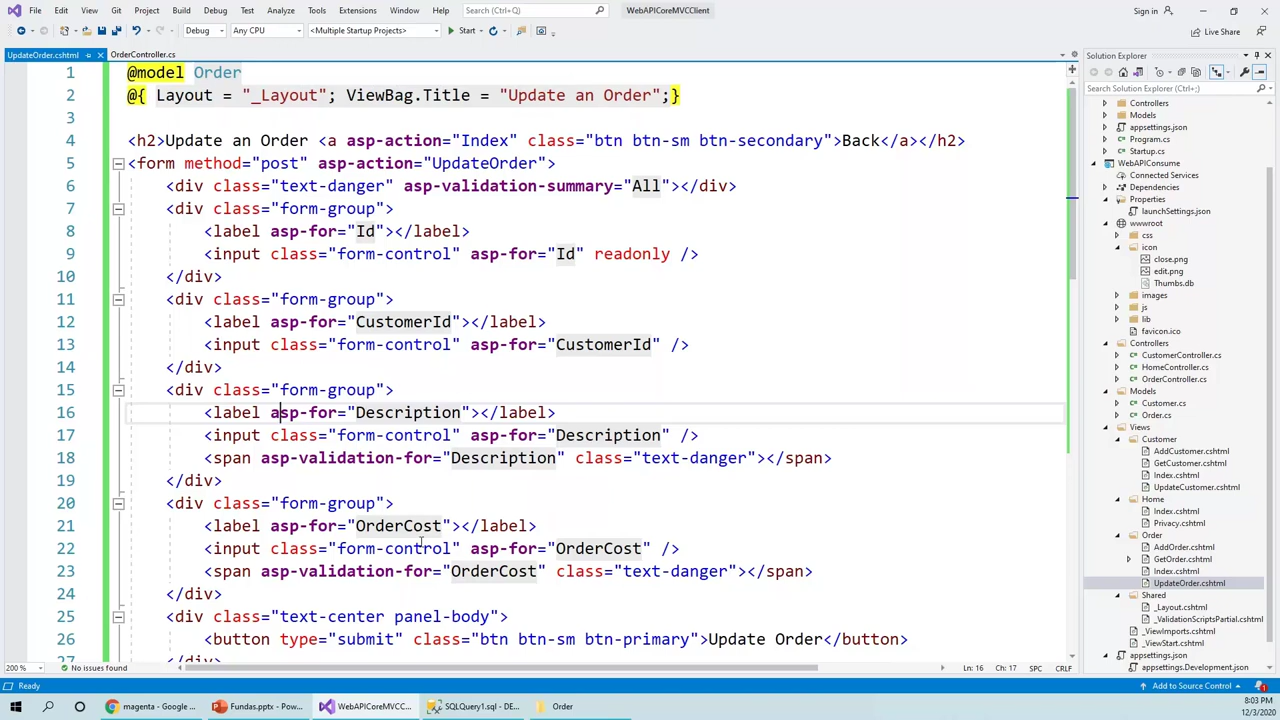 File Edit View Git Project Build Debug Test Analyze Tools Extensions Window Help Search (Ctrl+Q) WebAPICoreMVCClient Sign in
Debug Any CPU <Multiple Startup Projects> Start Live Share
UpdateOrder.cshtml OrderController.cs
1 @model Order
2 @{ Layout = "_Layout"; ViewBag.Title = "Update an Order";}
3
4 <h2>Update an Order <a asp-action="Index" class="btn btn-sm btn-secondary">Back</a></h2>
5 <form method="post" asp-action="UpdateOrder">
6 <div class="text-danger" asp-validation-summary="All"></div>
7 <div class="form-group">
8 <label asp-for="Id"></label>
9 <input class="form-control" asp-for="Id" readonly />
10 </div>
11 <div class="form-group">
12 <label asp-for="CustomerId"></label>
13 <input class="form-control" asp-for="CustomerId" />
14 </div>
15 <div class="form-group">
16 <label asp-for="Description"></label>
17 <input class="form-control" asp-for="Description" />
18 <span asp-validation-for="Description" class="text-danger"></span>
19 </div>
20 <div class="form-group">
21 <label asp-for="OrderCost"></label>
22 <input class="form-control" asp-for="OrderCost" />
23 <span asp-validation-for="OrderCost" class="text-danger"></span>
24 </div>
25 <div class="text-center panel-body">
26 <button type="submit" class="btn btn-sm btn-primary">Update Order</button>
27 </div>
200 % No issues found Ln: 16 Ch: 17 SPC CRLF
Solution Explorer
Search Solution Explorer (Ctrl+;)
Controllers
Models
appsettings.json
Program.cs
Startup.cs
WebAPIConsume
Connected Services
Dependencies
Properties
launchSettings.json
wwwroot
css
icon
close.png
edit.png
Thumbs.db
images
js
lib
favicon.ico
Controllers
CustomerController.cs
HomeController.cs
OrderController.cs
Models
Customer.cs
Order.cs
Views
Customer
AddCustomer.cshtml
GetCustomer.cshtml
Index.cshtml
UpdateCustomer.cshtml
Home
Index.cshtml
Privacy.cshtml
Order
AddOrder.cshtml
GetOrder.cshtml
Index.cshtml
UpdateOrder.cshtml
Shared
_Layout.cshtml
_ValidationScriptsPartial.cshtml
_ViewImports.cshtml
_ViewStart.cshtml
appsettings.json
appsettings.Development.json
Ready Add to Source Control 1
magenta - Google ... Fundas.pptx - Pow... WebAPICoreMVCC... SQLQuery1.sql - DE... Order
8:03 PM
12/3/2020